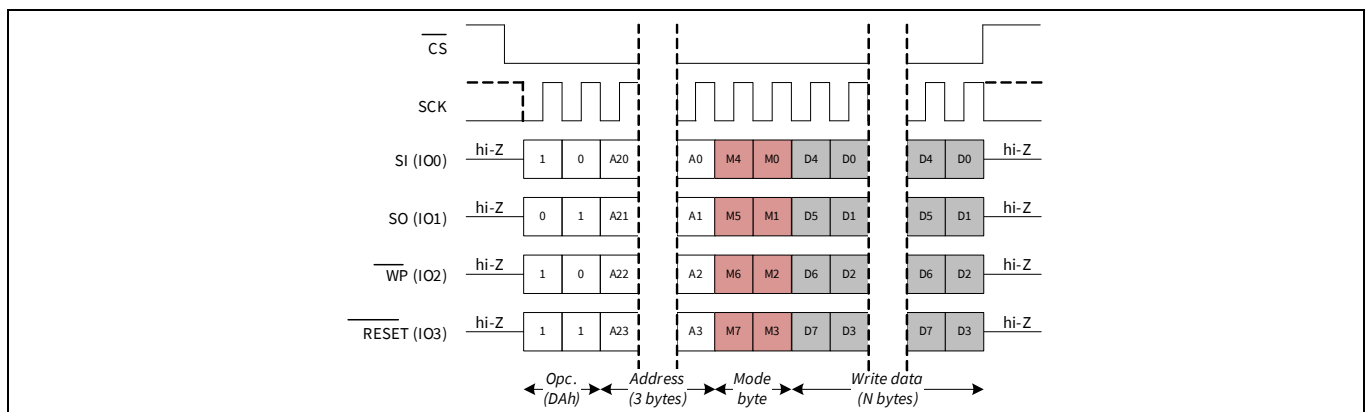 CS
SCK
SI (IO0) hi-Z 1 0 A20 A0 M4 M0 D4 D0 D4 D0 hi-Z
SO (IO1) hi-Z 0 1 A21 A1 M5 M1 D5 D1 D5 D1 hi-Z
WP (IO2) hi-Z 1 0 A22 A2 M6 M2 D6 D2 D6 D2 hi-Z
RESET (IO3) hi-Z 1 1 A23 A3 M7 M3 D7 D3 D7 D3 hi-Z
Opc. Address Mode Write data
(DAh) (3 bytes) byte (N bytes)